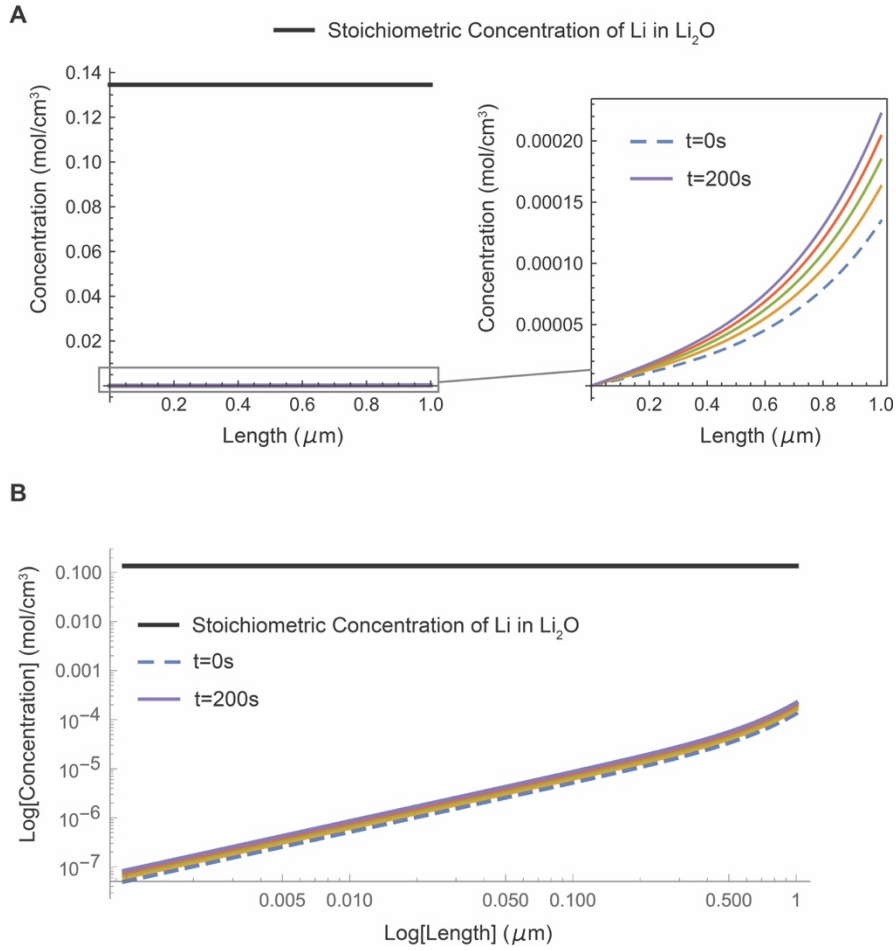 A
Stoichiometric Concentration of Li in Li₂O
Concentration (mol/cm³)
0.14
0.12
0.10
0.08
0.06
0.04
0.02
0.2 0.4 0.6 0.8 1.0
Length (μm)
Concentration (mol/cm³)
0.00020
0.00015
0.00010
0.00005
t=0s
t=200s
0.2 0.4 0.6 0.8 1.0
Length (μm)
B
Log[Concentration] (mol/cm³)
0.100
0.010
0.001
10⁻⁴
10⁻⁵
10⁻⁶
10⁻⁷
Stoichiometric Concentration of Li in Li₂O
t=0s
t=200s
0.005 0.010 0.050 0.100 0.500 1
Log[Length] (μm)